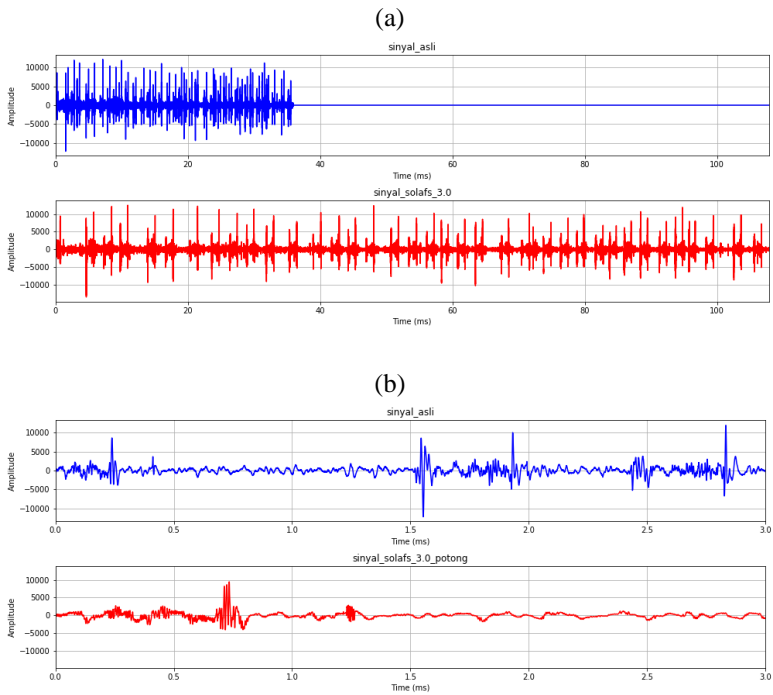 (a)
sinyal_asli
10000
5000
0
−5000
−10000
Amplitude
0 20 40 60 80 100
Time (ms)
sinyal_solafs_3.0
10000
5000
0
−5000
−10000
Amplitude
0 20 40 60 80 100
Time (ms)
(b)
sinyal_asli
10000
5000
0
−5000
−10000
Amplitude
0.0 0.5 1.0 1.5 2.0 2.5 3.0
Time (ms)
sinyal_solafs_3.0_potong
10000
5000
0
−5000
−10000
Amplitude
0.0 0.5 1.0 1.5 2.0 2.5 3.0
Time (ms)